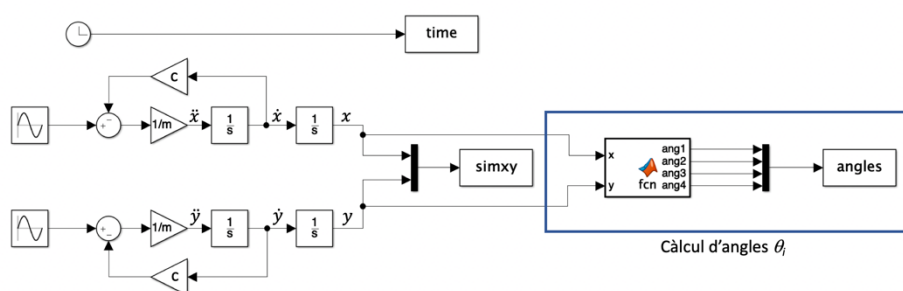 time
C
1/m
ẍ
1
s
ẋ
1
s
x
simxy
x
y
fcn
ang1
ang2
ang3
ang4
angles
1/m
ÿ
1
s
ẏ
1
s
y
C
Càlcul d'angles θi